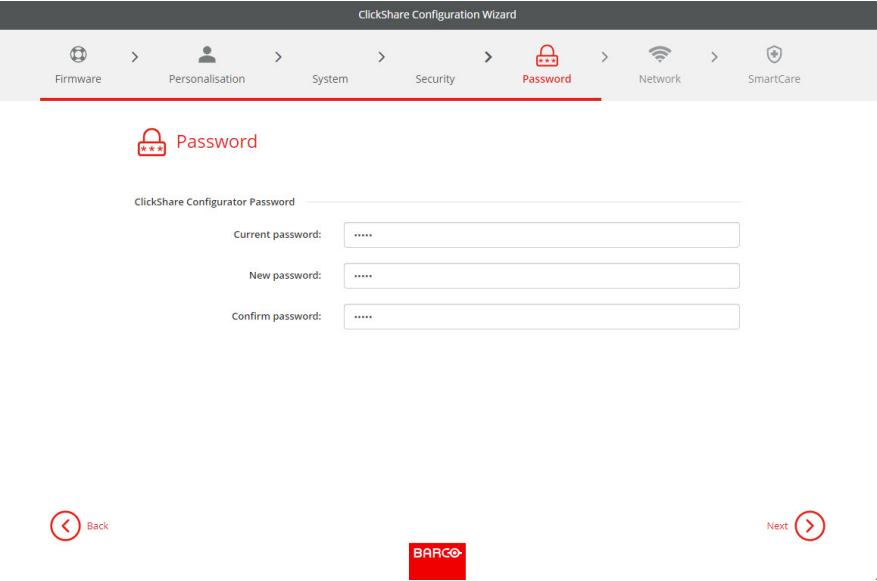 ClickShare Configuration Wizard
Firmware Personalisation System Security Password Network SmartCare
Password
ClickShare Configurator Password
Current password: •••••
New password: •••••
Confirm password: •••••
Back Next
BARCO